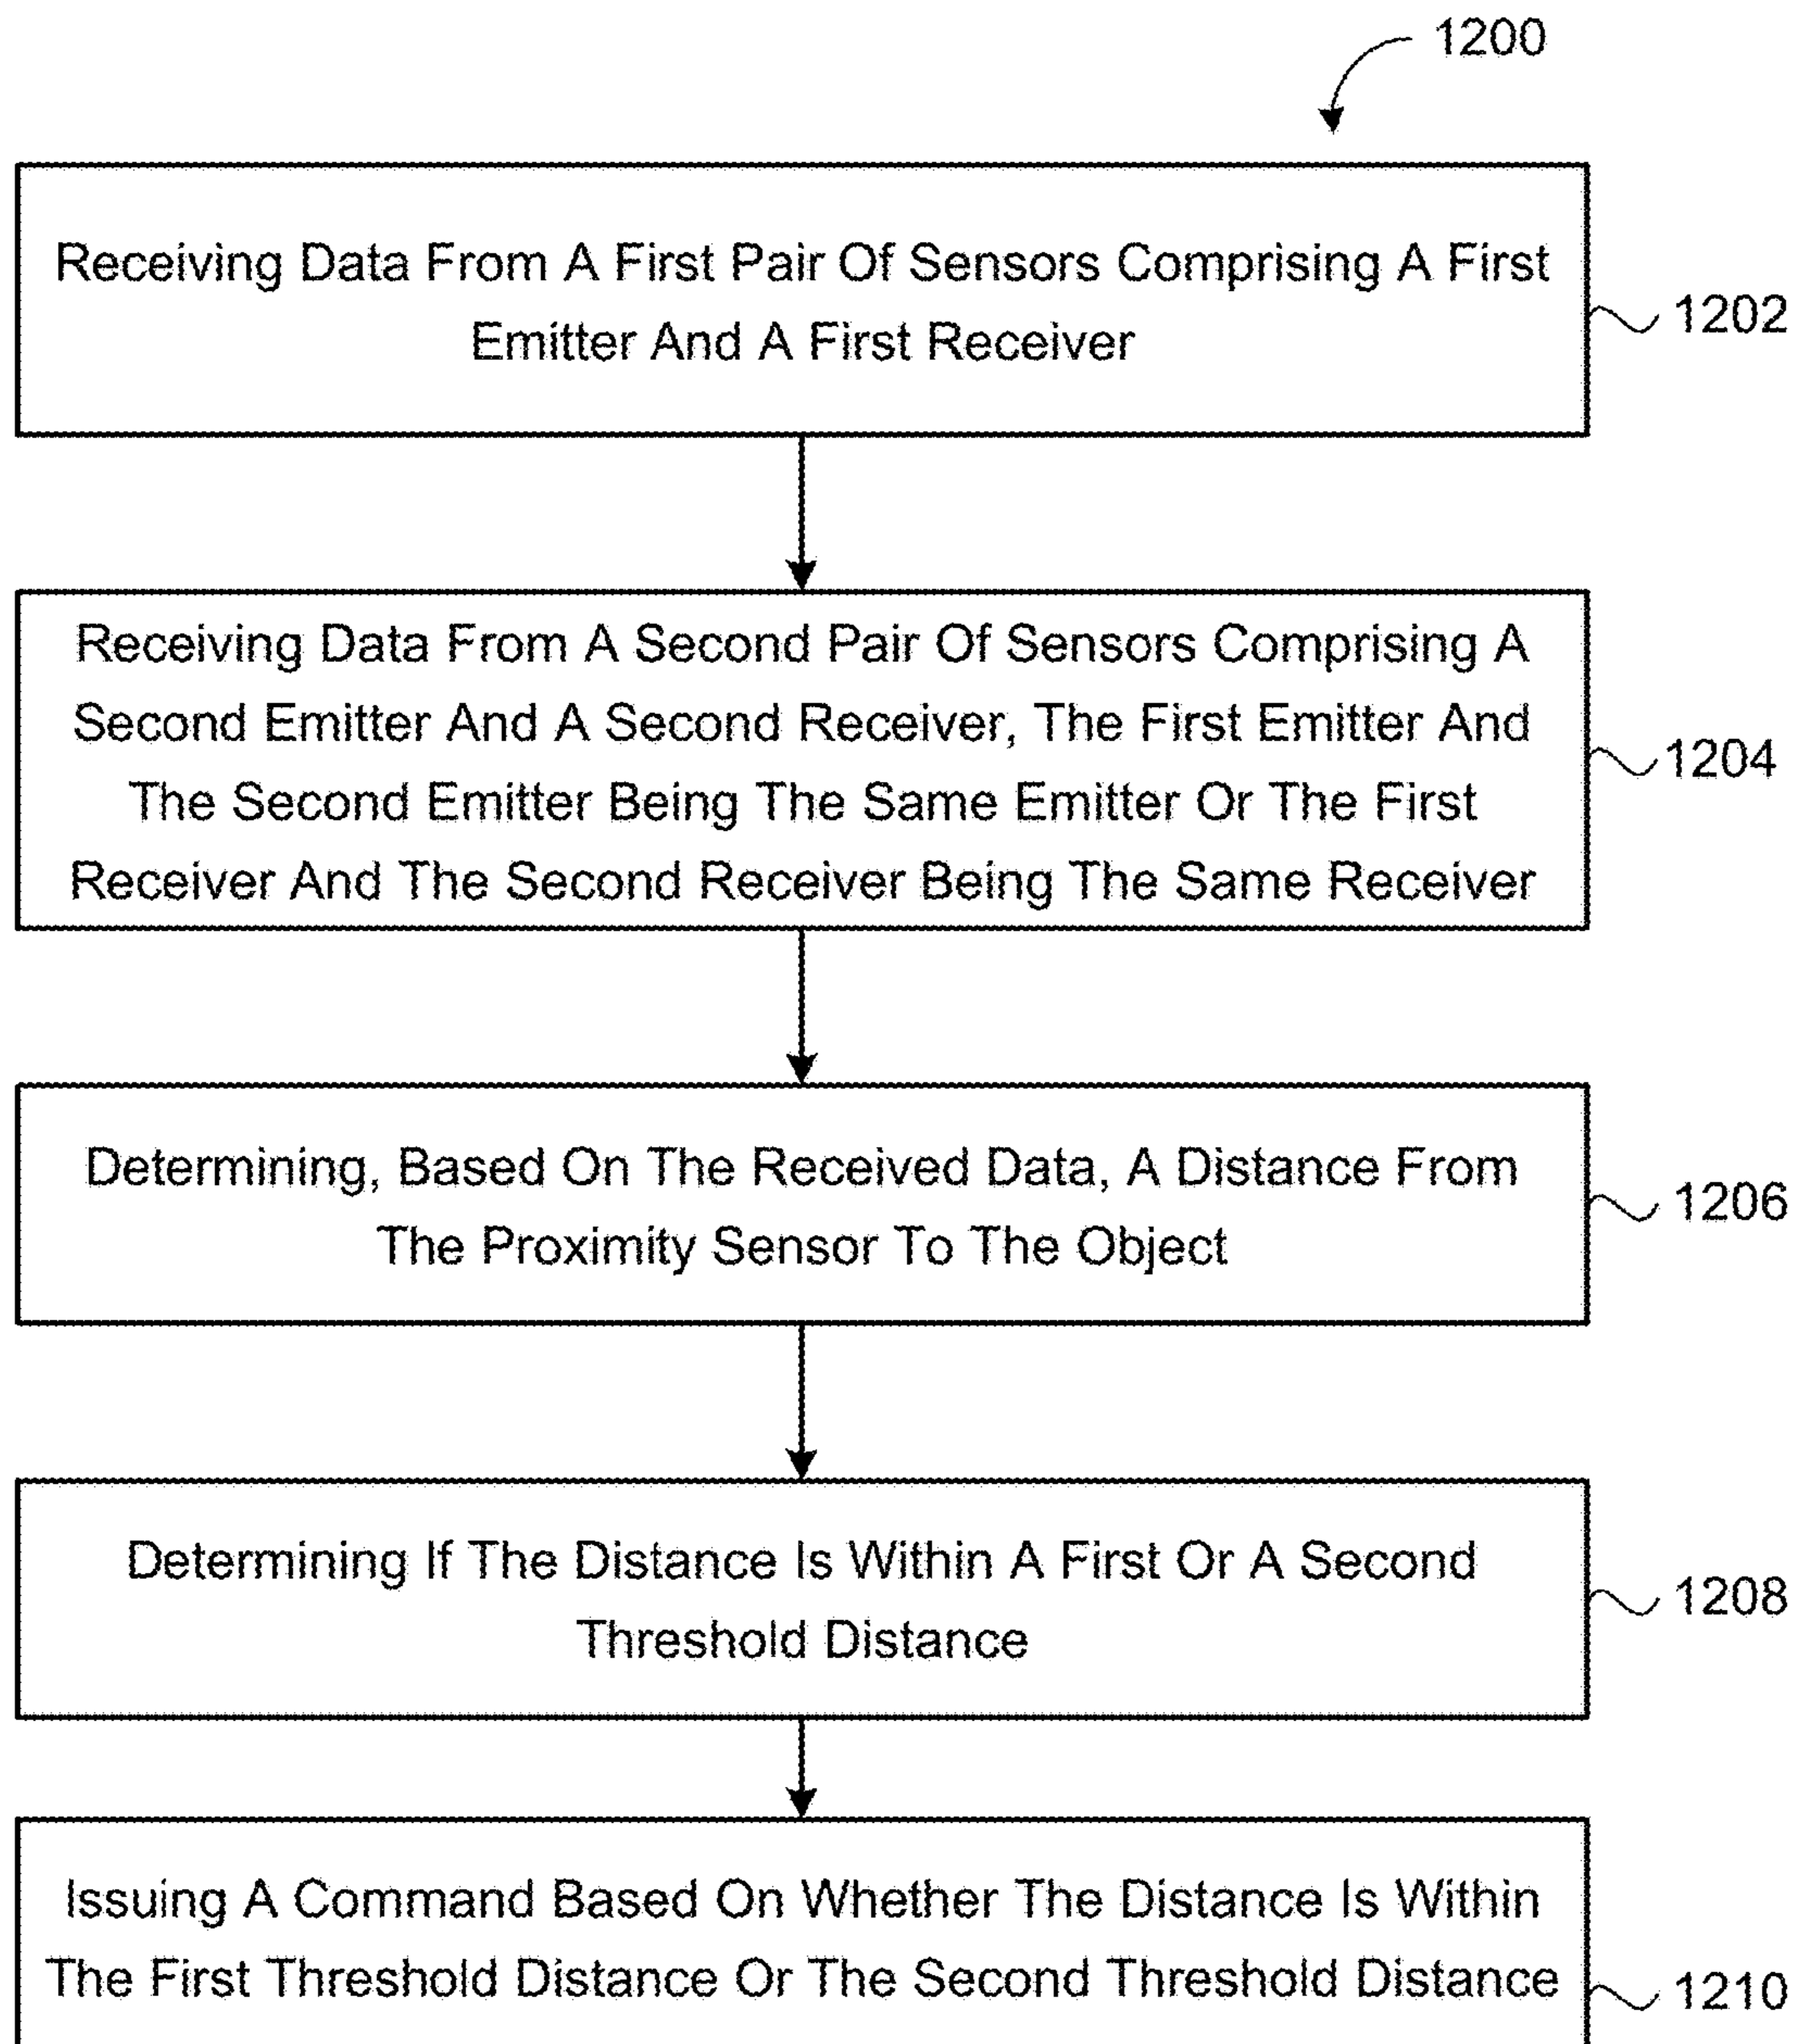 1200
Receiving Data From A First Pair Of Sensors Comprising A First
Emitter And A First Receiver
1202
Receiving Data From A Second Pair Of Sensors Comprising A
Second Emitter And A Second Receiver, The First Emitter And
The Second Emitter Being The Same Emitter Or The First
Receiver And The Second Receiver Being The Same Receiver
1204
Determining, Based On The Received Data, A Distance From
The Proximity Sensor To The Object
1206
Determining If The Distance Is Within A First Or A Second
Threshold Distance
1208
Issuing A Command Based On Whether The Distance Is Within
The First Threshold Distance Or The Second Threshold Distance
1210